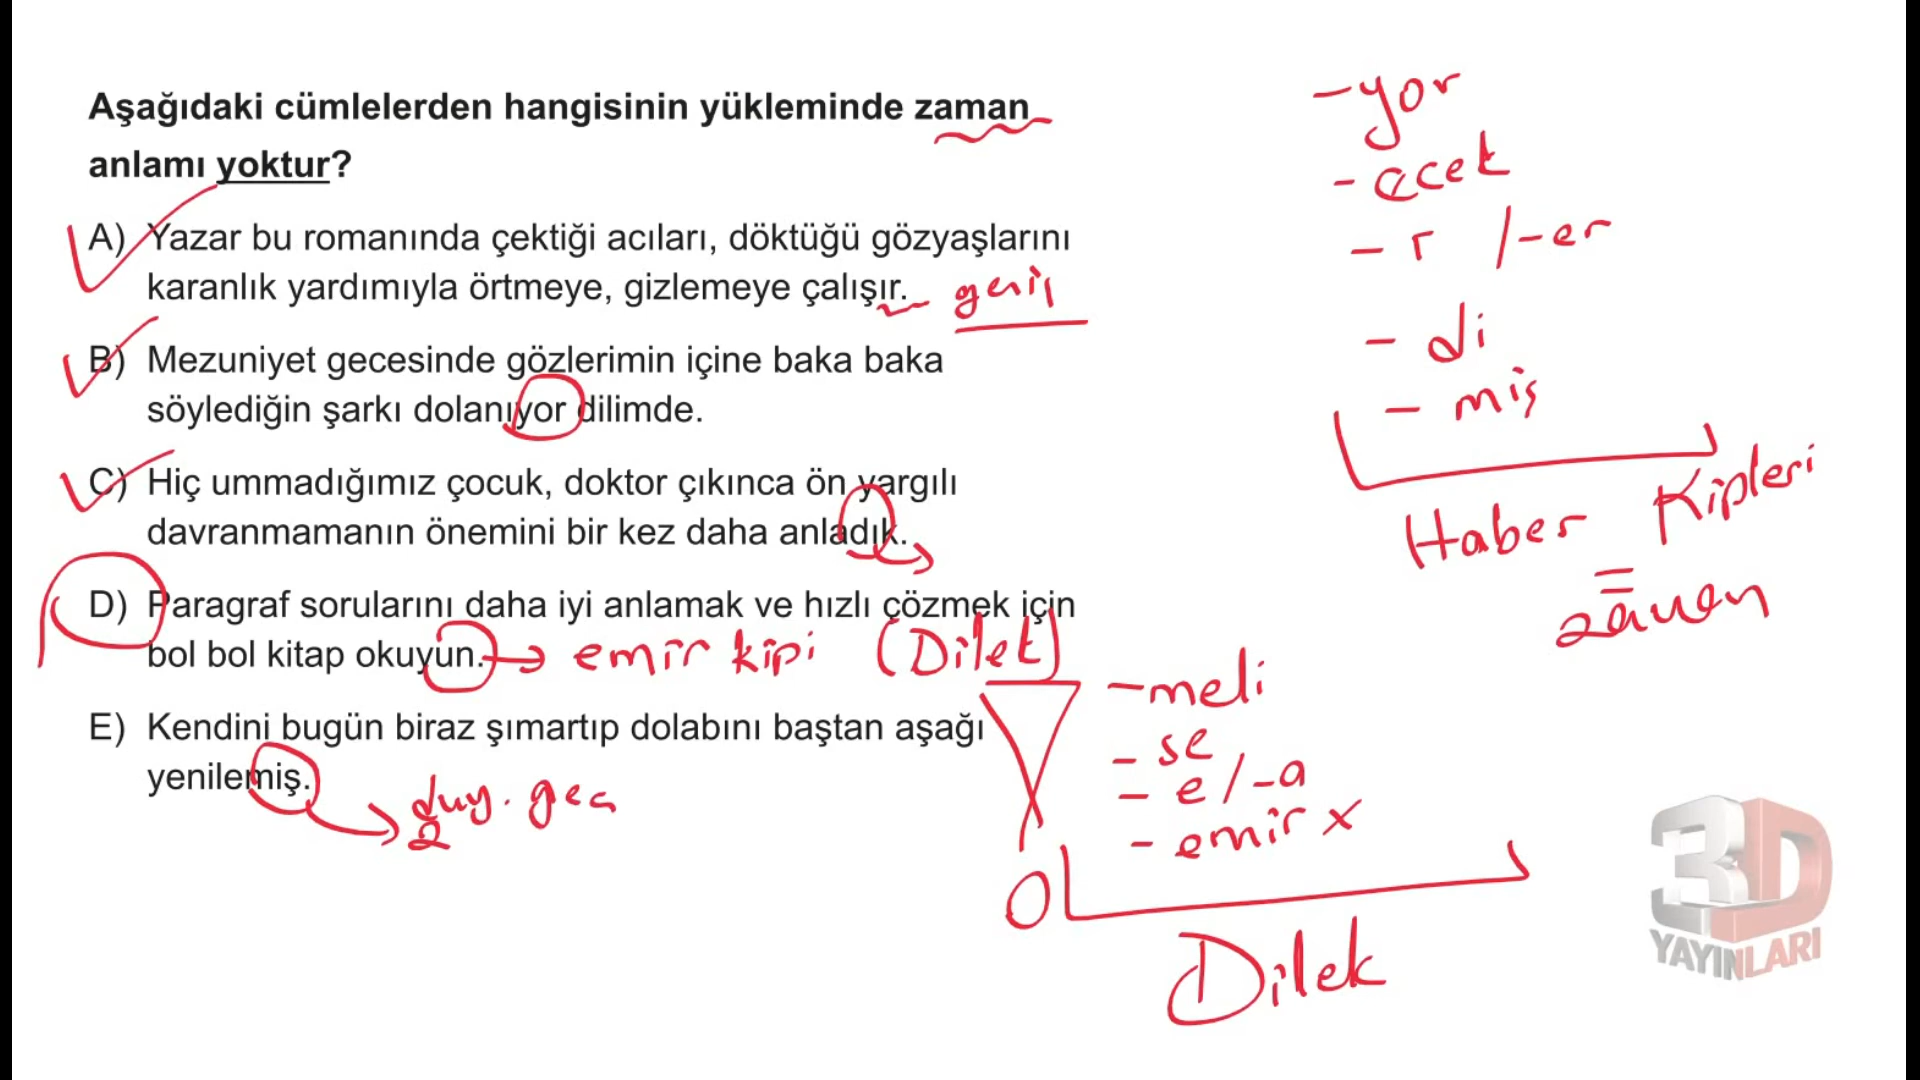 Aşağıdaki cümlelerden hangisinin yükleminde zaman
anlamı yoktur?
A) Yazar bu romanında çektiği acıları, döktüğü gözyaşlarını
karanlık yardımıyla örtmeye, gizlemeye çalışır. geniş
B) Mezuniyet gecesinde gözlerimin içine baka baka
söylediğin şarkı dolanıyor dilimde.
C) Hiç ummadığımız çocuk, doktor çıkınca ön yargılı
davranmamanın önemini bir kez daha anladık.
D) Paragraf sorularını daha iyi anlamak ve hızlı çözmek için
bol bol kitap okuyun. → emir kipi (Dilek)
E) Kendini bugün biraz şımartıp dolabını baştan aşağı
yenilemiş.
duy. geç
-yor
-ecek
-r /-er
-di
-miş
Haber Kipleri
zaman
-meli
-se
-e/-a
-emir x
Dilek
3D
YAYINLARI